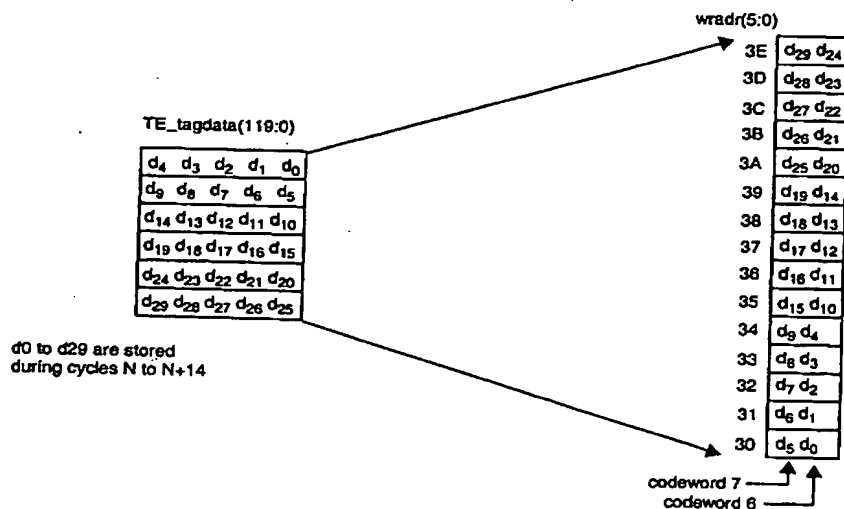 wradr(5:0)
3E d29 d24
3D d28 d23
3C d27 d22
3B d26 d21
3A d25 d20
39 d19 d14
38 d18 d13
37 d17 d12
36 d16 d11
35 d15 d10
34 d9 d4
33 d8 d3
32 d7 d2
31 d6 d1
30 d5 d0
codeword 7
codeword 6
TE_tagdata(119:0)
d4 d3 d2 d1 d0
d9 d8 d7 d6 d5
d14 d13 d12 d11 d10
d19 d18 d17 d16 d15
d24 d23 d22 d21 d20
d29 d28 d27 d26 d25
d0 to d29 are stored
during cycles N to N+14